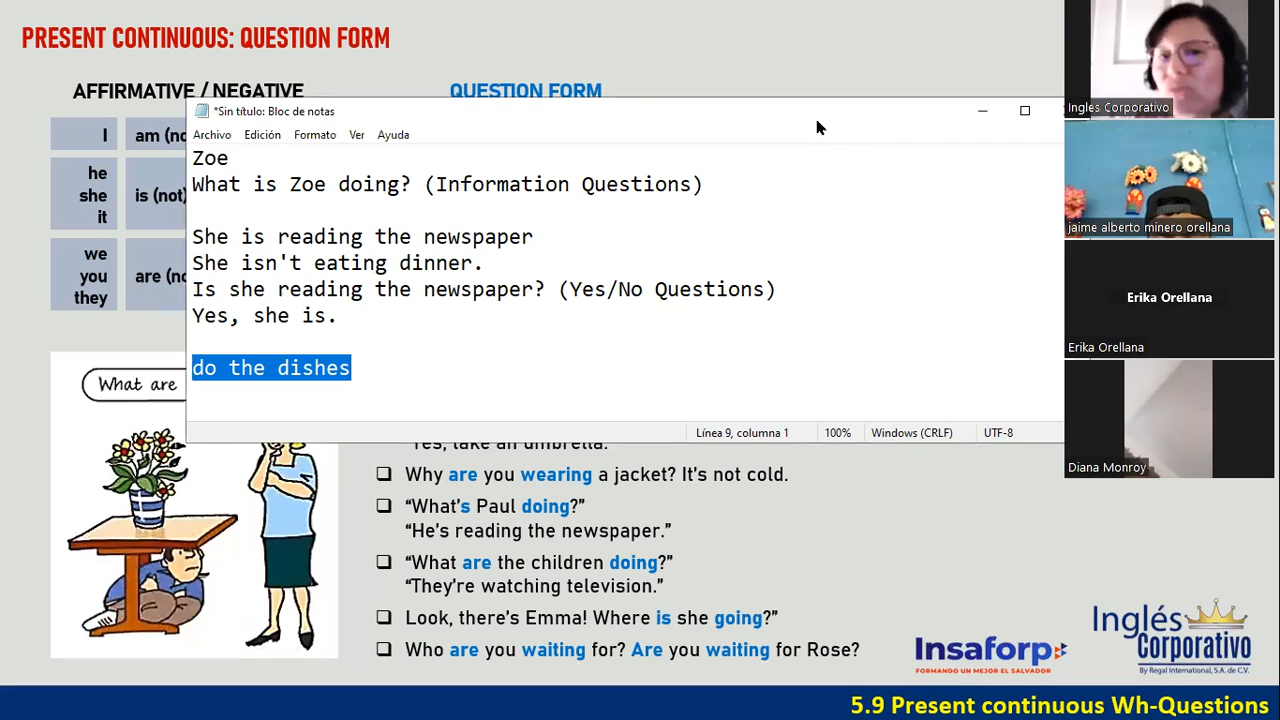 PRESENT CONTINUOUS: QUESTION FORM
AFFIRMATIVE / NEGATIVE
QUESTION FORM
I
am (no
he
she
it
is (not)
we
you
they
are (no
*Sin título: Bloc de notas
Archivo Edición Formato Ver Ayuda
Zoe
What is Zoe doing? (Information Questions)
She is reading the newspaper
She isn't eating dinner.
Is she reading the newspaper? (Yes/No Questions)
Yes, she is.
do the dishes
Línea 9, columna 1 100% Windows (CRLF) UTF-8
What are
Yes, take an umbrella.
Why are you wearing a jacket? It's not cold.
“What's Paul doing?”
“He's reading the newspaper.”
“What are the children doing?”
“They're watching television.”
Look, there's Emma! Where is she going?”
Who are you waiting for? Are you waiting for Rose?
Insaforp
FORMANDO UN MEJOR EL SALVADOR
Inglés
Corporativo
By Regal International, S.A. de C.V.
5.9 Present continuous Wh-Questions
Ingles Corporativo
jaime alberto minero orellana
Erika Orellana
Erika Orellana
Diana Monroy